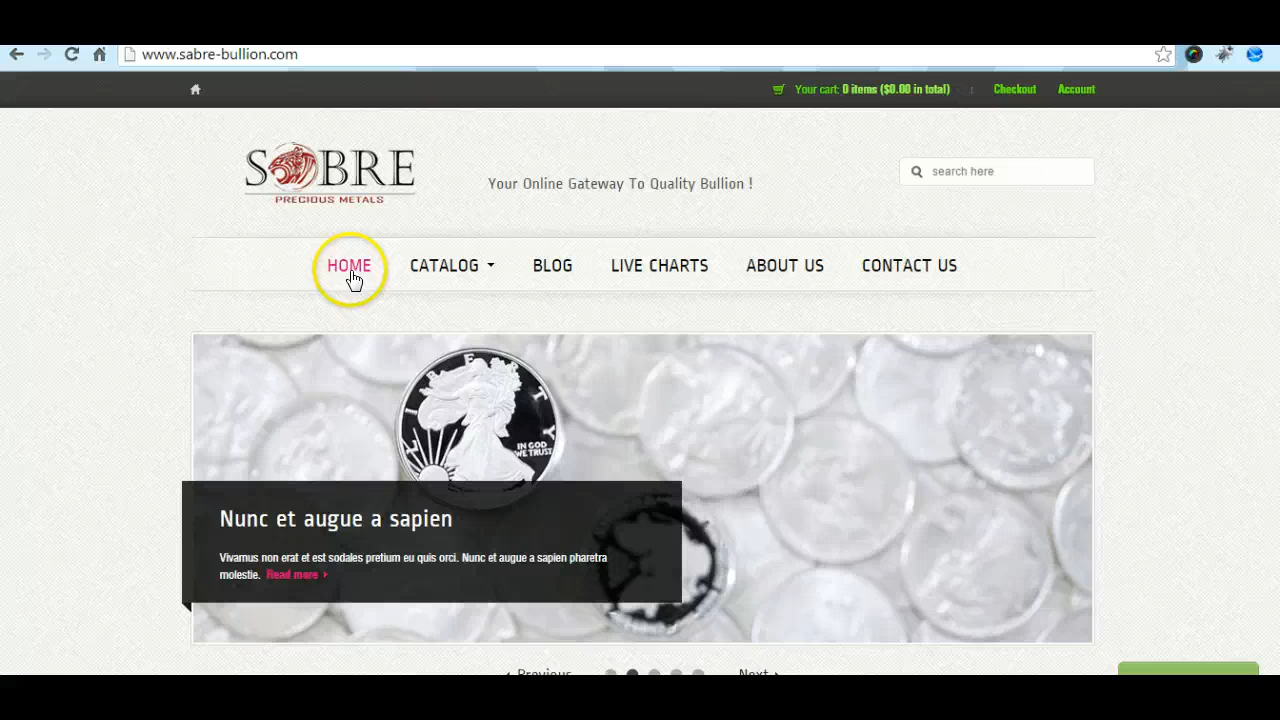 www.sabre-bullion.com
Your cart: 0 items ($0.00 in total)
Checkout
Account
SABRE
PRECIOUS METALS
Your Online Gateway To Quality Bullion !
search here
HOME
CATALOG
BLOG
LIVE CHARTS
ABOUT US
CONTACT US
LIBERTY
IN GOD
WE TRUST
Nunc et augue a sapien
Vivamus non erat et est sodales pretium eu quis orci. Nunc et augue a sapien pharetra
molestie. Read more
Previous
Next